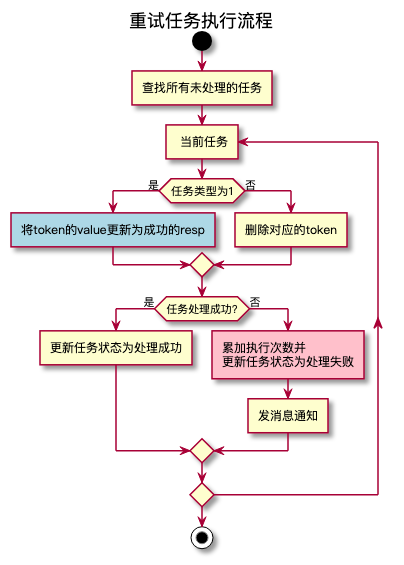 重试任务执行流程
查找所有未处理的任务
当前任务
是
任务类型为1
否
将token的value更新为成功的resp
删除对应的token
是
任务处理成功?
否
更新任务状态为处理成功
累加执行次数并
更新任务状态为处理失败
发消息通知